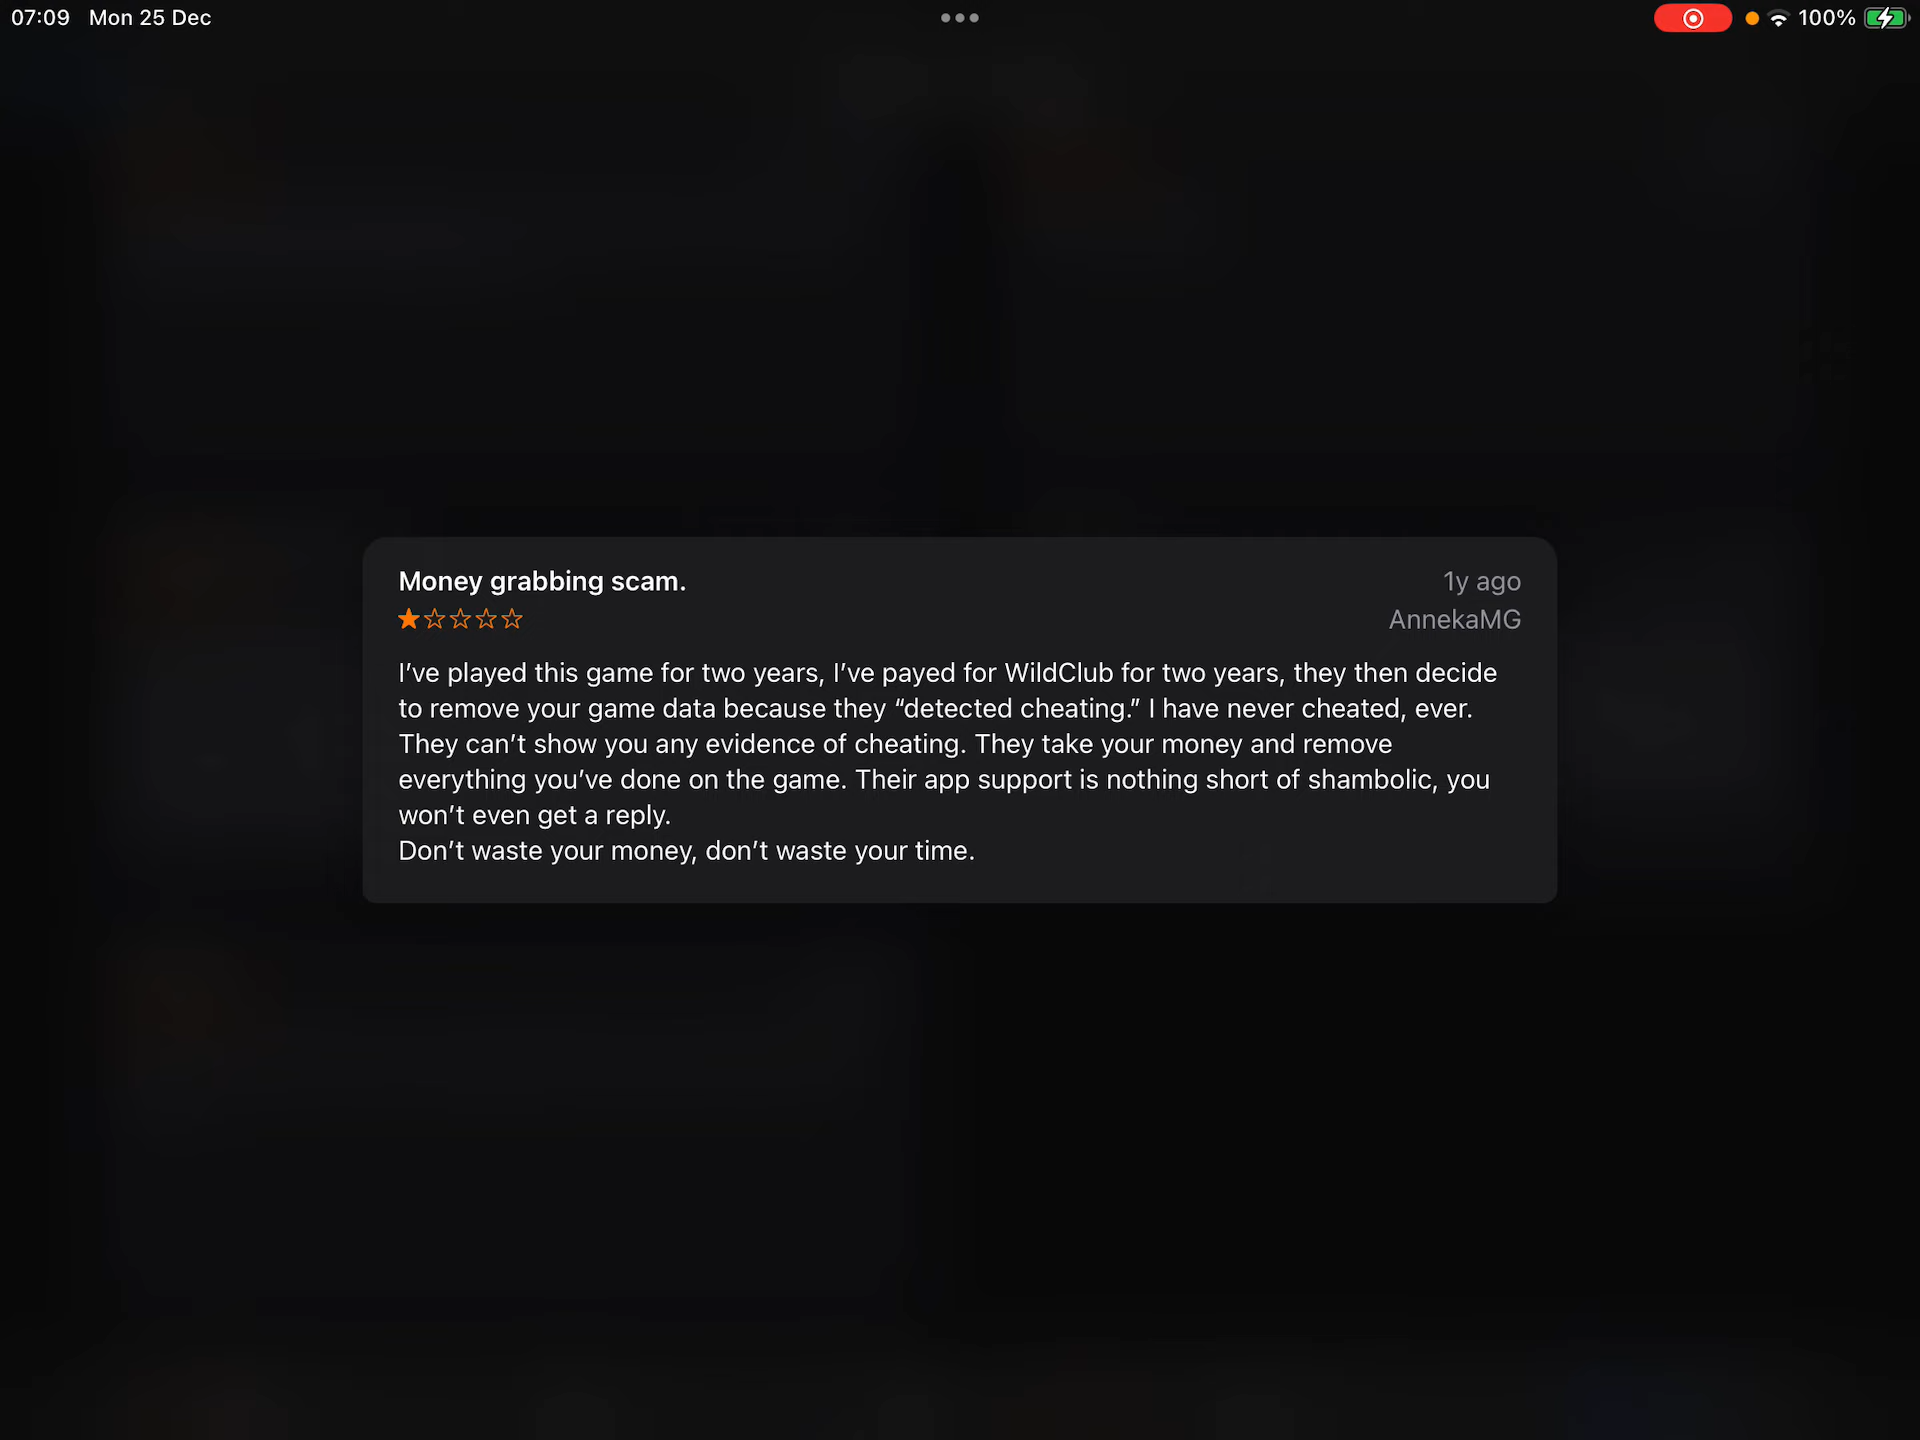 07:09 Mon 25 Dec
100%
Money grabbing scam.
1y ago
AnnekaMG
I’ve played this game for two years, I’ve payed for WildClub for two years, they then decide
to remove your game data because they “detected cheating.” I have never cheated, ever.
They can’t show you any evidence of cheating. They take your money and remove
everything you’ve done on the game. Their app support is nothing short of shambolic, you
won’t even get a reply.
Don’t waste your money, don’t waste your time.